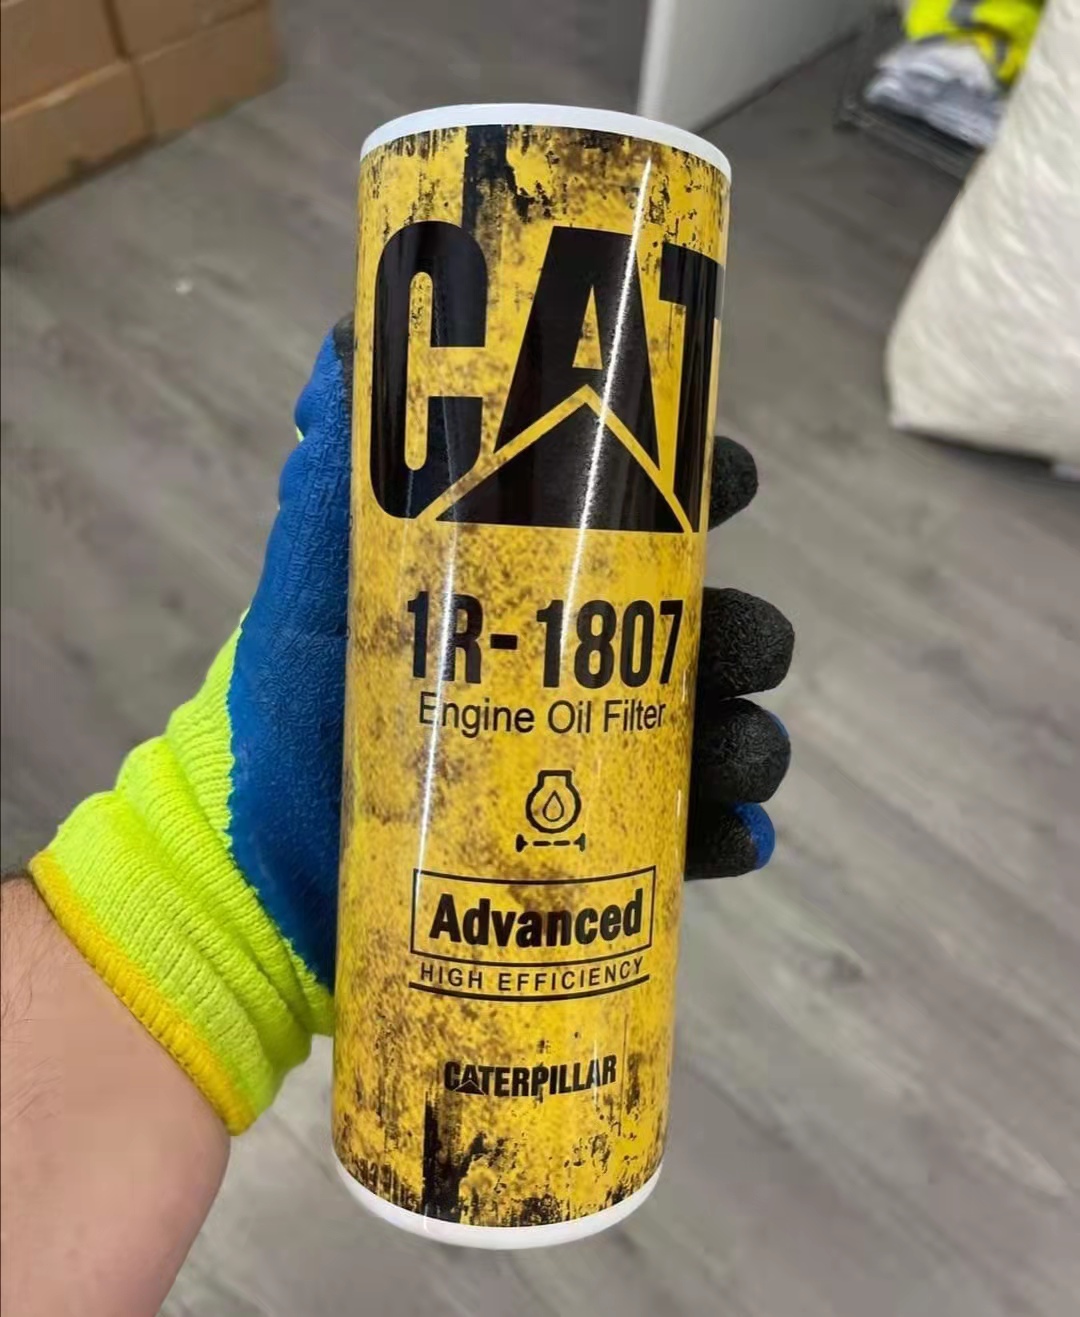 CAT
1R-1807
Engine Oil Filter
Advanced
HIGH EFFICIENCY
CATERPILLAR